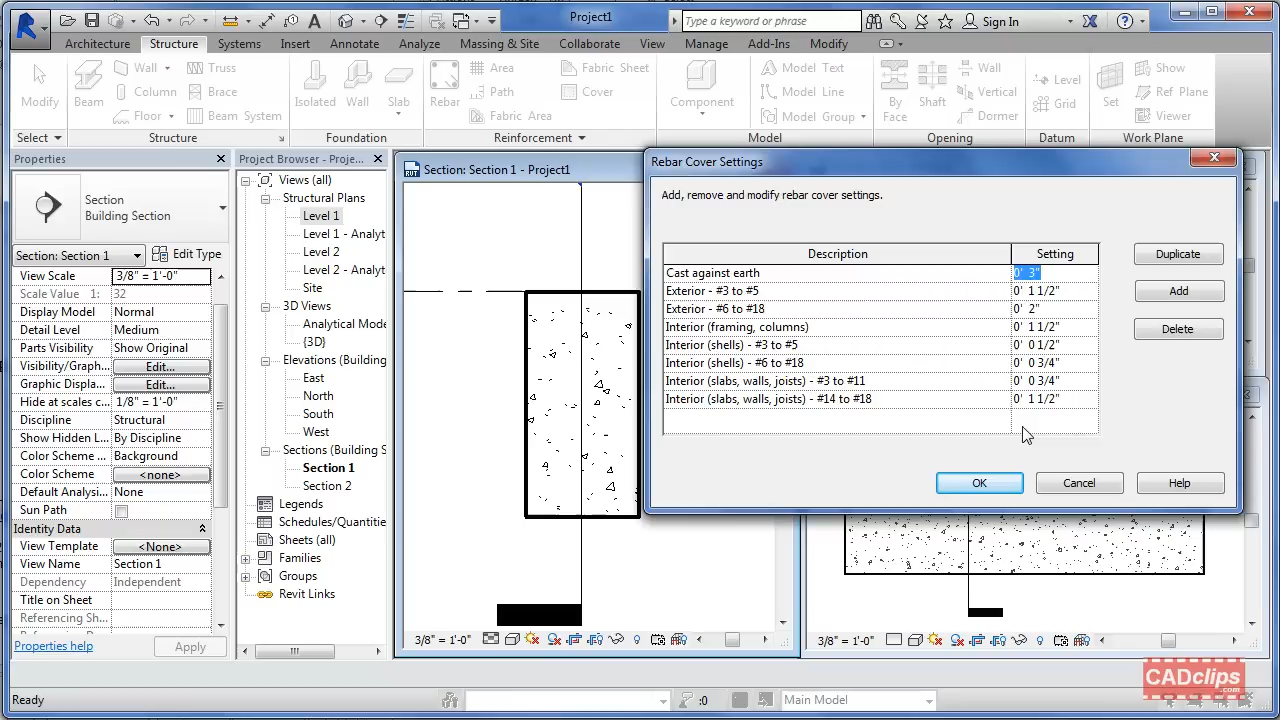 Project1
Type a keyword or phrase
Sign In
Architecture Structure Systems Insert Annotate Analyze Massing & Site Collaborate View Manage Add-Ins Modify
Wall Truss Area Fabric Sheet Model Text Wall Show
Level
Column Brace Path Cover Model Line Vertical Ref Plane
Modify Beam Isolated Wall Slab Rebar Component By Face Shaft Grid Set
Floor Beam System Fabric Area Model Group Dormer Viewer
Select Structure Foundation Reinforcement Model Opening Datum Work Plane
Properties
Section
Building Section
Section: Section 1 Edit Type
View Scale 3/8" = 1'-0"
Scale Value 1: 32
Display Model Normal
Detail Level Medium
Parts Visibility Show Original
Visibility/Graph... Edit...
Graphic Displa... Edit...
Hide at scales c... 1/8" = 1'-0"
Discipline Structural
Show Hidden L... By Discipline
Color Scheme ... Background
Color Scheme <none>
Default Analysi... None
Sun Path
Identity Data
View Template <None>
View Name Section 1
Dependency Independent
Title on Sheet
Referencing Sh...
Properties help Apply
Project Browser - Proje...
Views (all)
Structural Plans
Level 1
Level 1 - Analyt
Level 2
Level 2 - Analyt
Site
3D Views
Analytical Mode
{3D}
Elevations (Building
East
North
South
West
Sections (Building S
Section 1
Section 2
Legends
Schedules/Quantitie
Sheets (all)
Families
Groups
Revit Links
RVT Section: Section 1 - Project1
3/8" = 1'-0"
3/8" = 1'-0"
Rebar Cover Settings
Add, remove and modify rebar cover settings.
Description Setting
Cast against earth 0' 3"
Exterior - #3 to #5 0' 1 1/2"
Exterior - #6 to #18 0' 2"
Interior (framing, columns) 0' 1 1/2"
Interior (shells) - #3 to #5 0' 0 1/2"
Interior (shells) - #6 to #18 0' 0 3/4"
Interior (slabs, walls, joists) - #3 to #11 0' 0 3/4"
Interior (slabs, walls, joists) - #14 to #18 0' 1 1/2"
Duplicate
Add
Delete
OK Cancel Help
CADclips
.com
Ready :0 Main Model